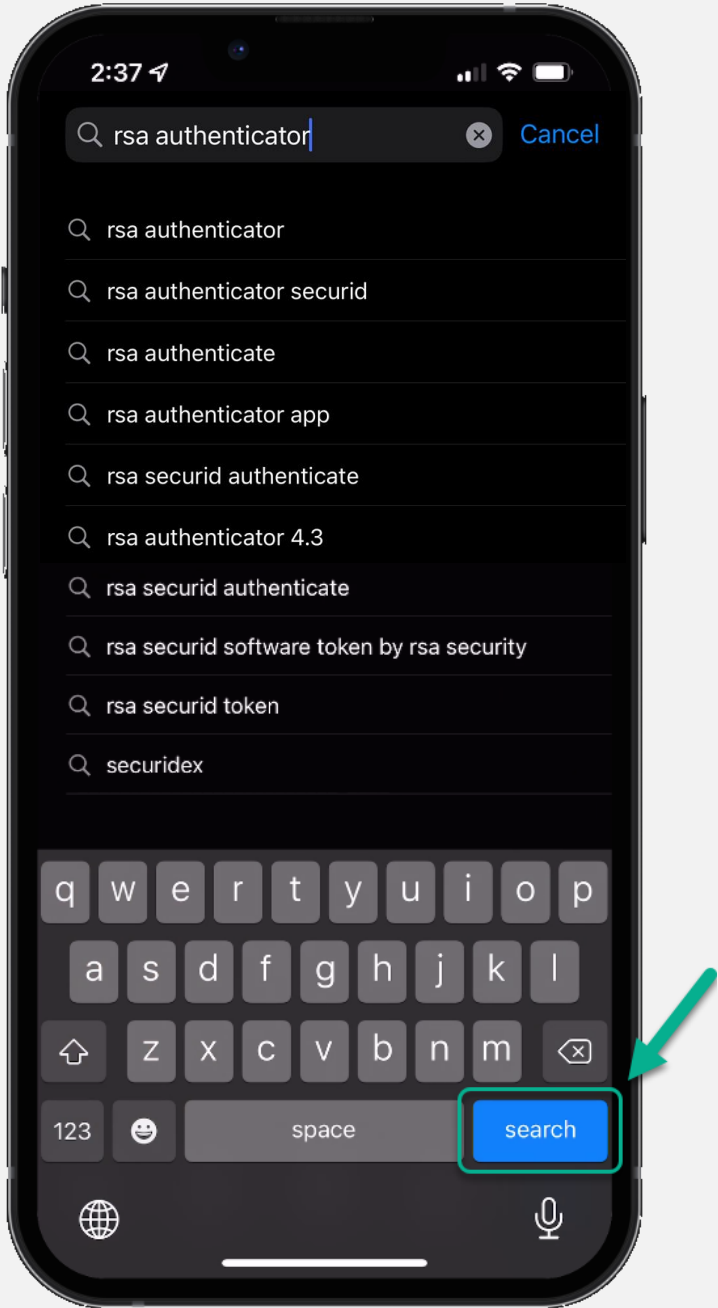 2:37
rsa authenticator Cancel
rsa authenticator
rsa authenticator securid
rsa authenticate
rsa authenticator app
rsa securid authenticate
rsa authenticator 4.3
rsa securid authenticate
rsa securid software token by rsa security
rsa securid token
securidex
q w e r t y u i o p
a s d f g h j k l
z x c v b n m
123 space search